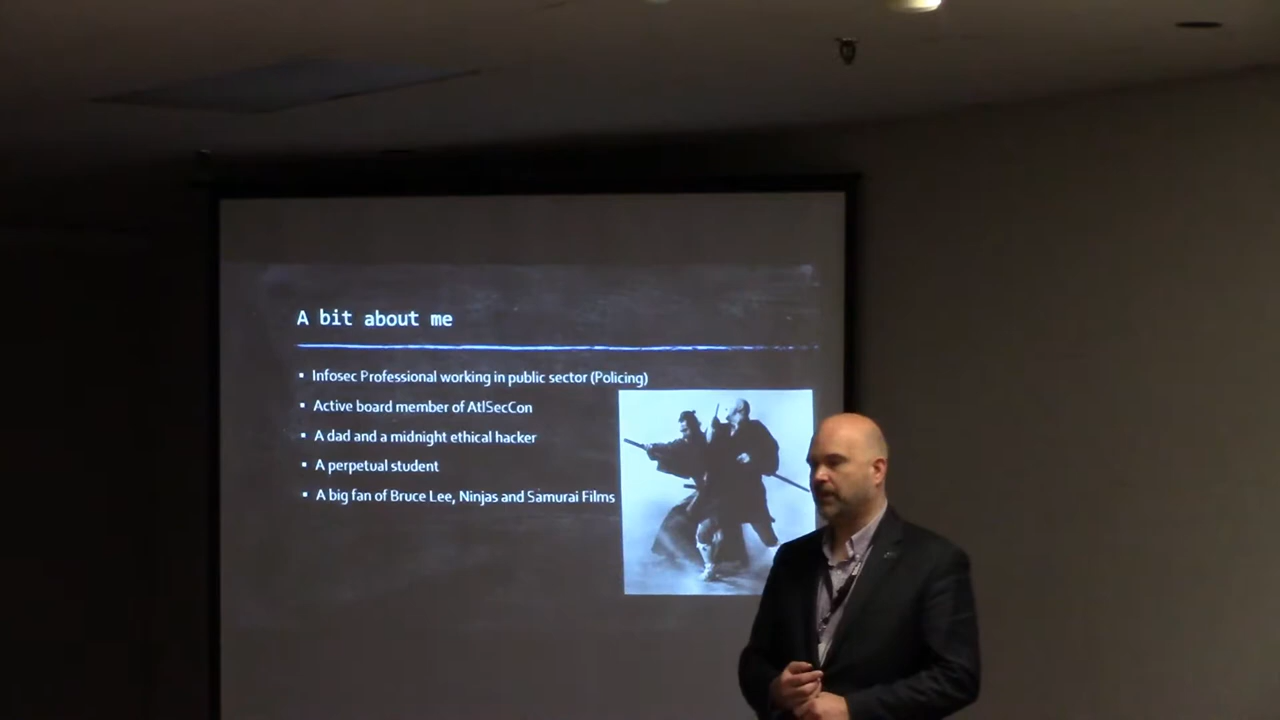 A bit about me
▪ Infosec Professional working in public sector (Policing)
▪ Active board member of AtlSecCon
▪ A dad and a midnight ethical hacker
▪ A perpetual student
▪ A big fan of Bruce Lee, Ninjas and Samurai Films